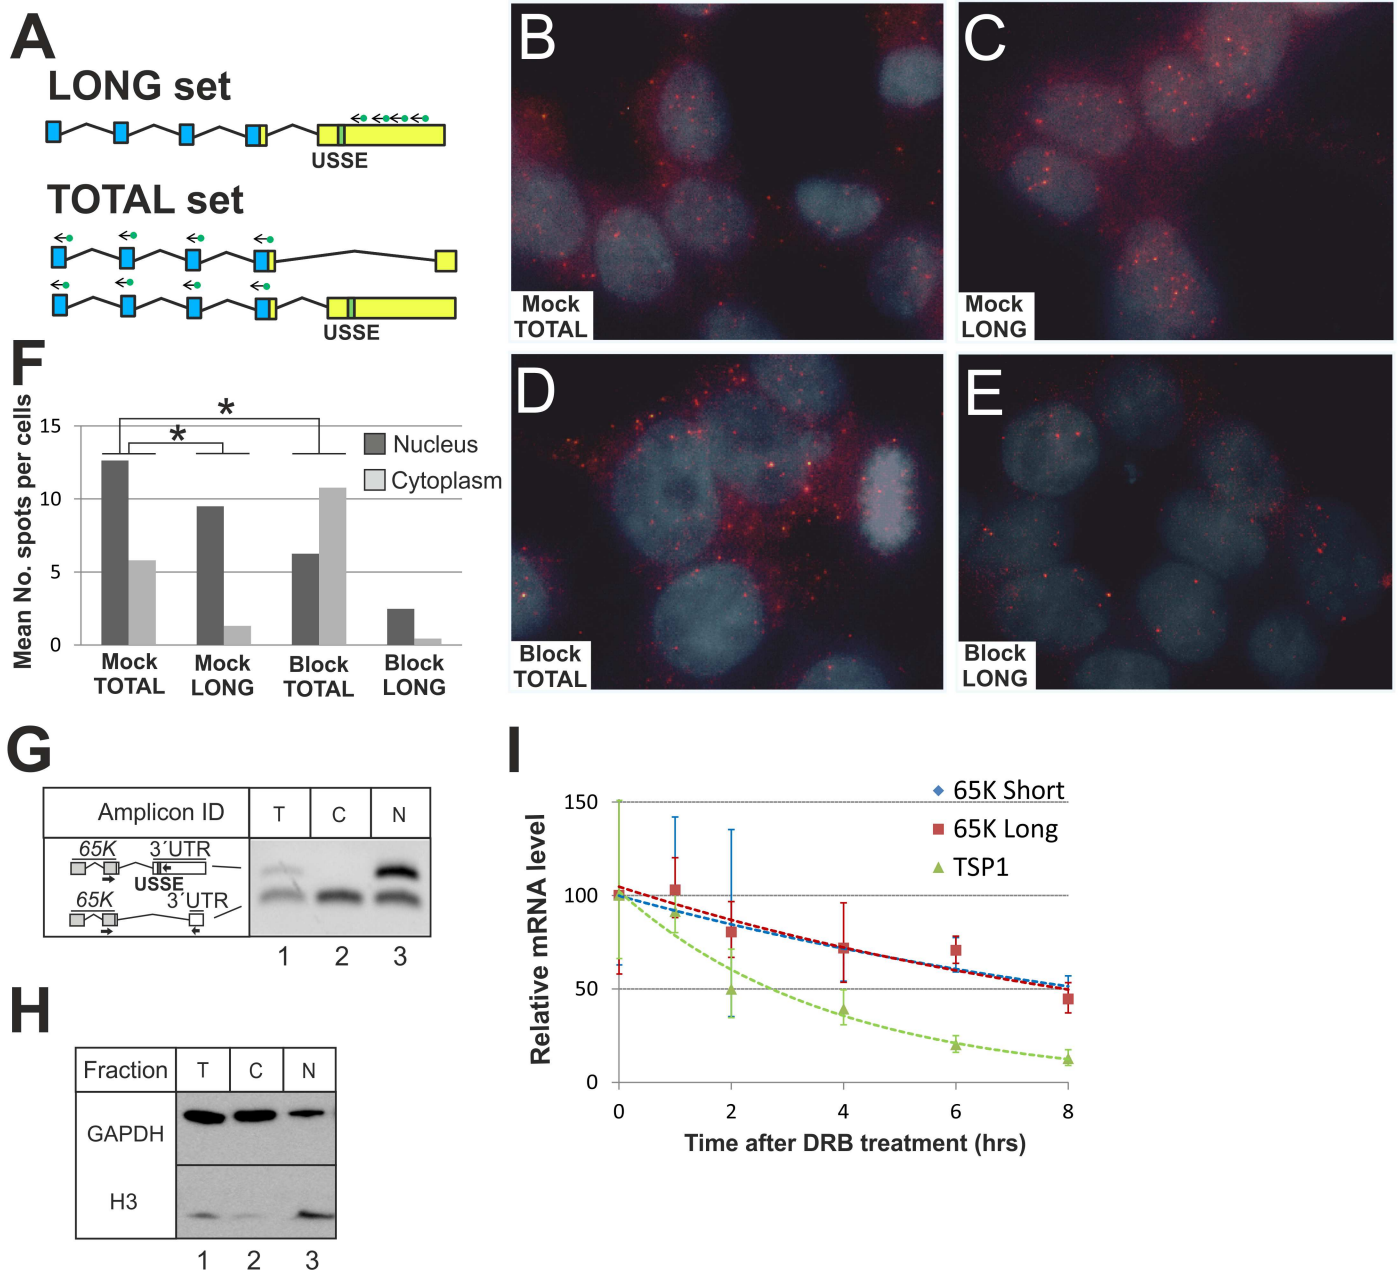 A
LONG set
USSE
TOTAL set
USSE
B
Mock
TOTAL
C
Mock
LONG
D
Block
TOTAL
E
Block
LONG
F
Mean No. spots per cells
15
10
5
0
*
*
Nucleus
Cytoplasm
Mock
TOTAL
Mock
LONG
Block
TOTAL
Block
LONG
G
Amplicon ID T C N
65K 3´UTR
USSE
65K 3´UTR
1 2 3
H
Fraction T C N
GAPDH
H3
1 2 3
I
Relative mRNA level
150
100
50
0
65K Short
65K Long
TSP1
0 2 4 6 8
Time after DRB treatment (hrs)